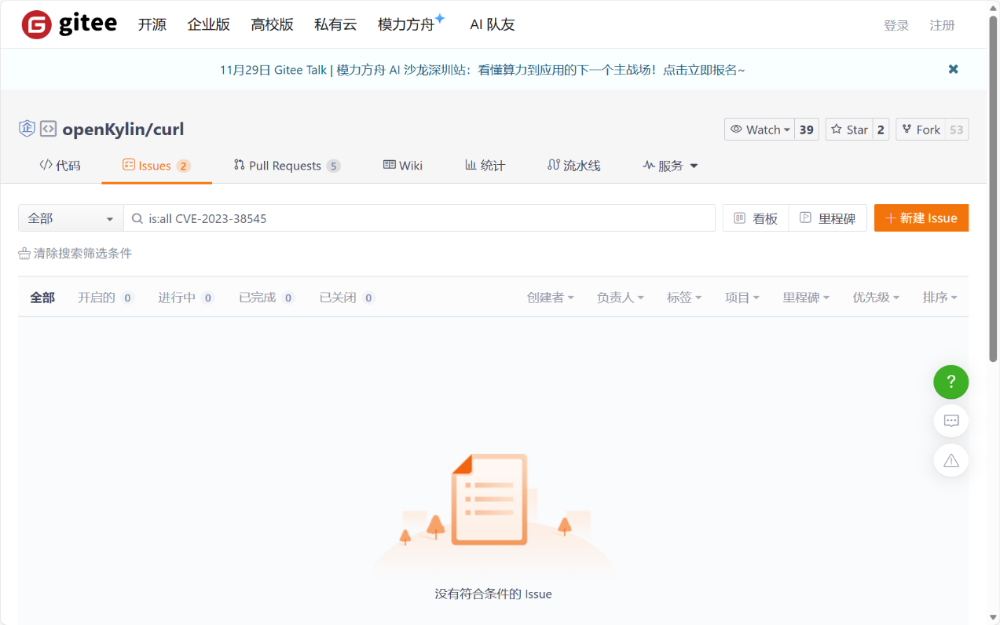 gitee 开源 企业版 高校版 私有云 模力方舟 AI 队友 登录 注册
11月29日 Gitee Talk | 模力方舟 AI 沙龙深圳站：看懂算力到应用的下一个主战场！点击立即报名~
企 openKylin/curl Watch 39 Star 2 Fork 53
代码 Issues 2 Pull Requests 5 Wiki 统计 流水线 服务
全部 is:all CVE-2023-38545 看板 里程碑 新建 Issue
清除搜索筛选条件
全部 开启的 0 进行中 0 已完成 0 已关闭 0 创建者 负责人 标签 项目 里程碑 优先级 排序
?
没有符合条件的 Issue